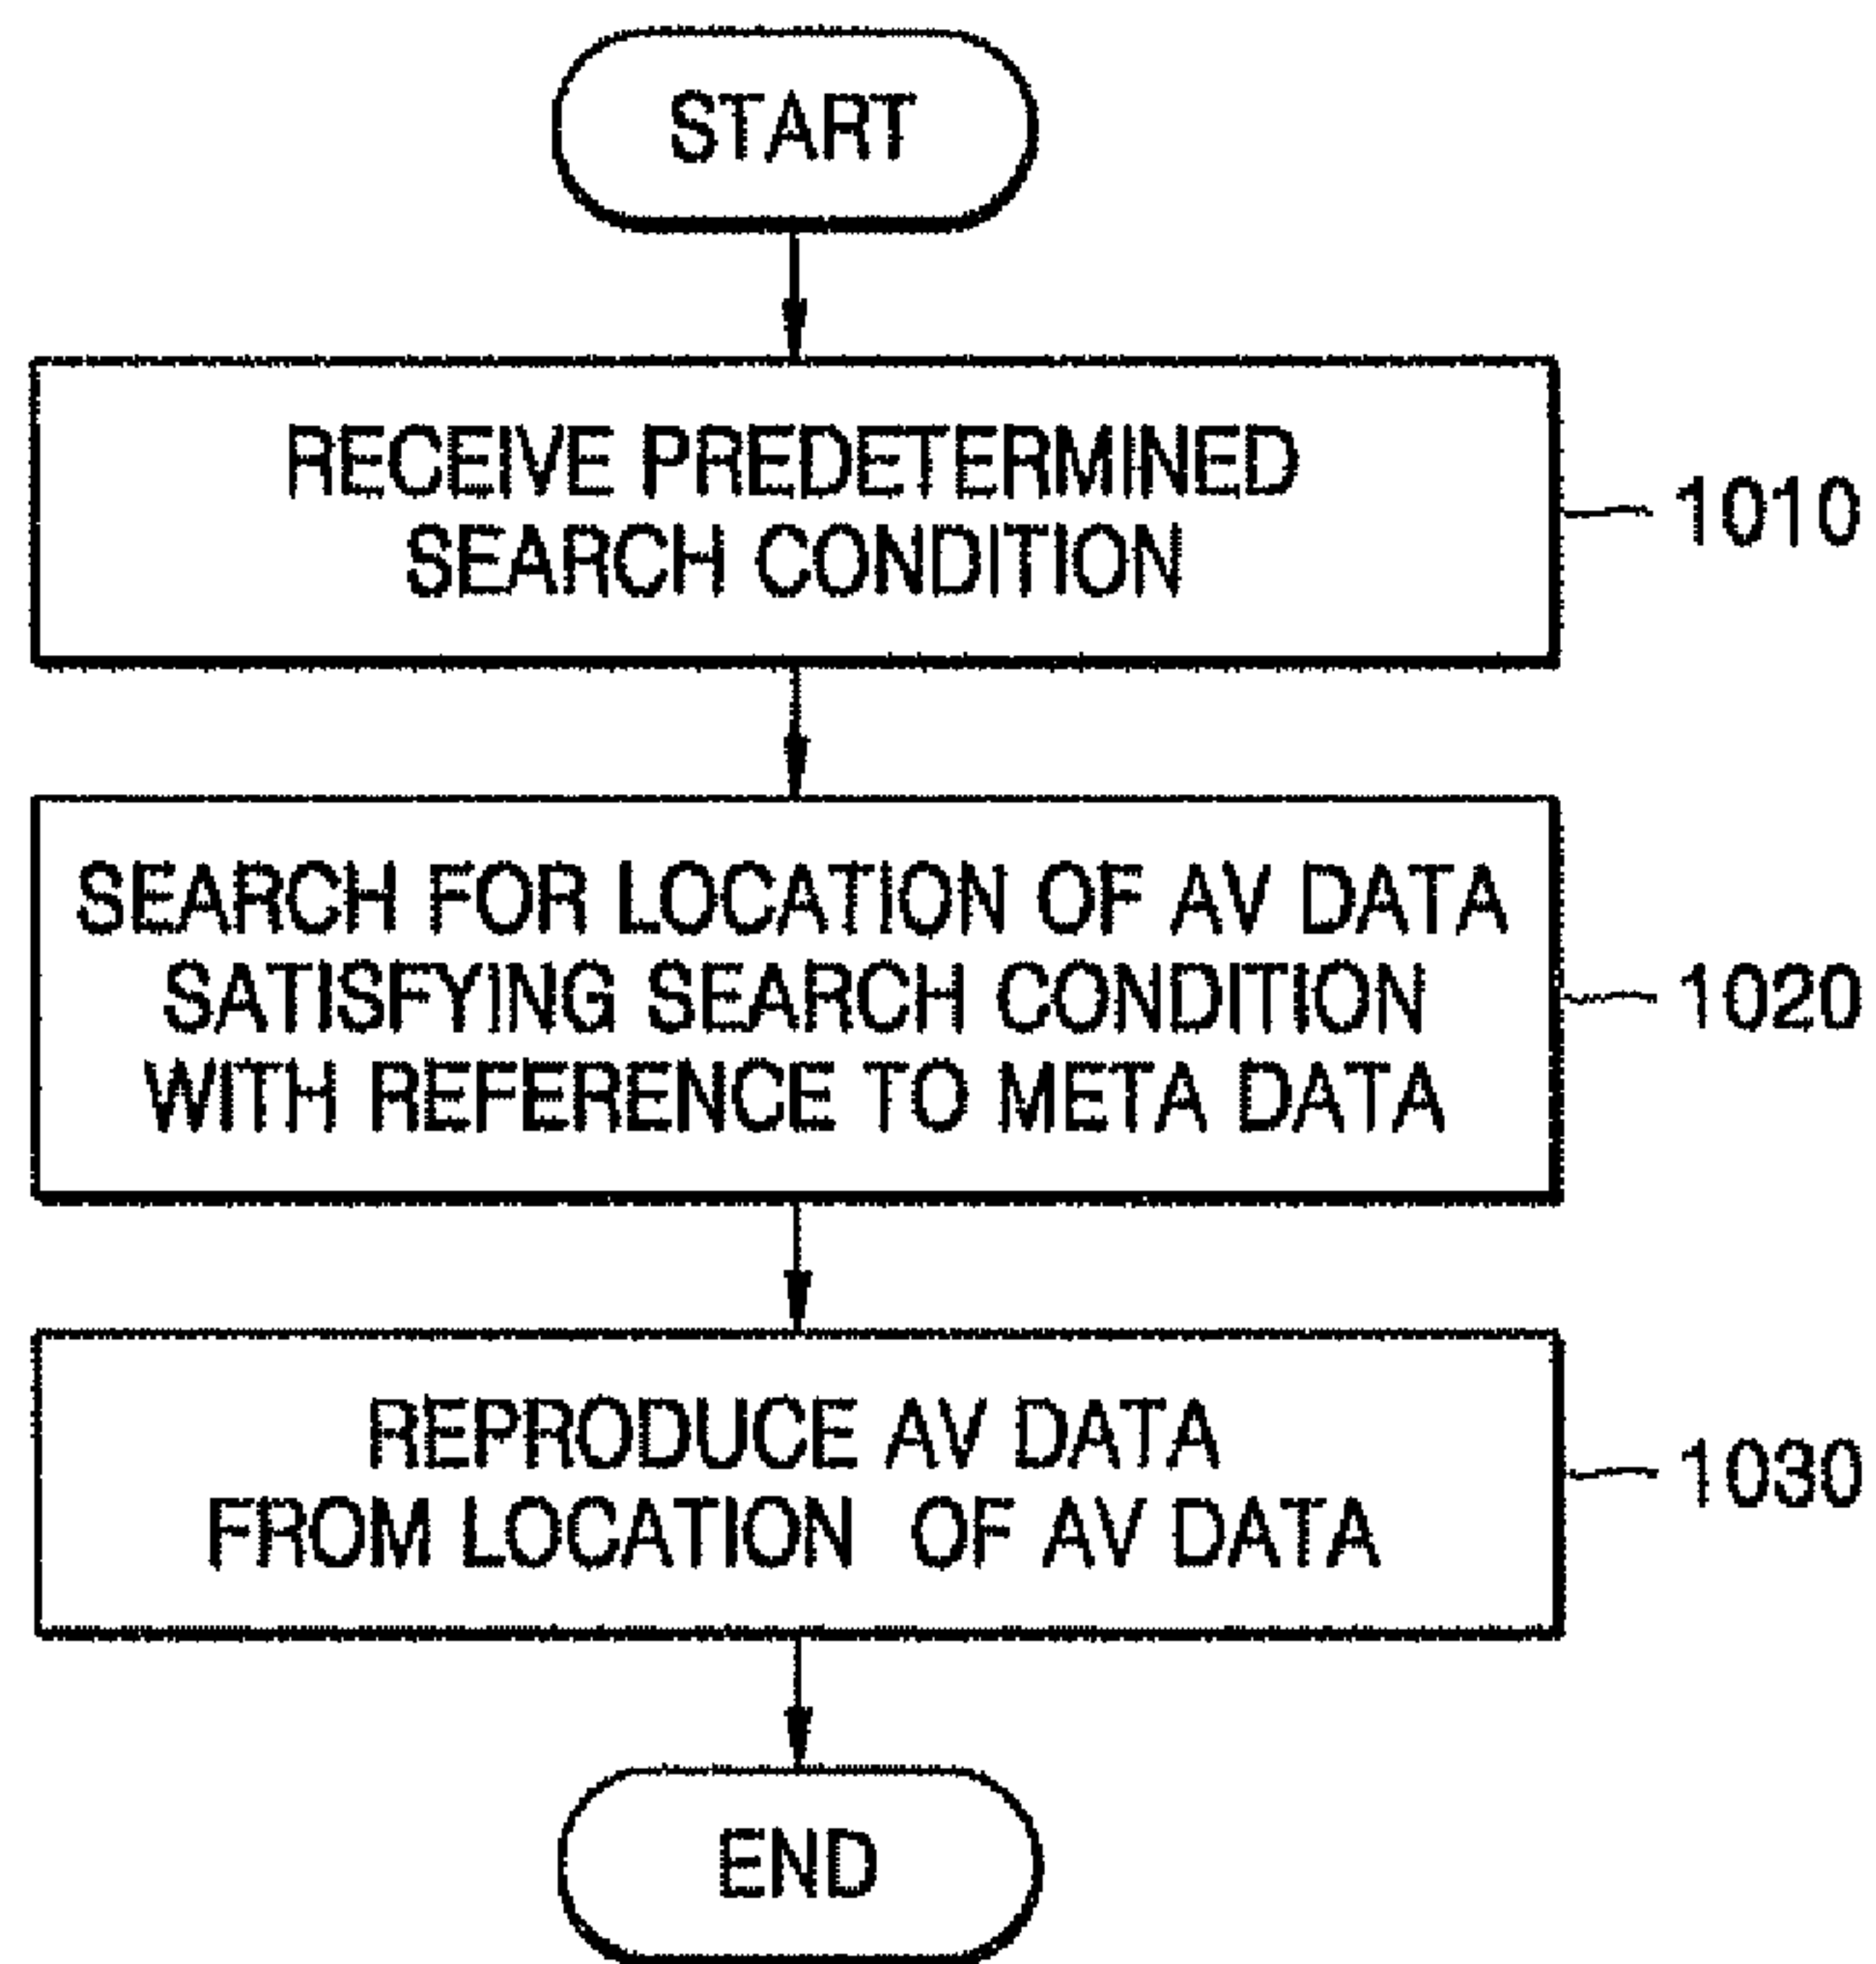 START
RECEIVE PREDETERMINED
SEARCH CONDITION
1010
SEARCH FOR LOCATION OF AV DATA
SATISFYING SEARCH CONDITION
WITH REFERENCE TO META DATA
1020
REPRODUCE AV DATA
FROM LOCATION OF AV DATA
1030
END